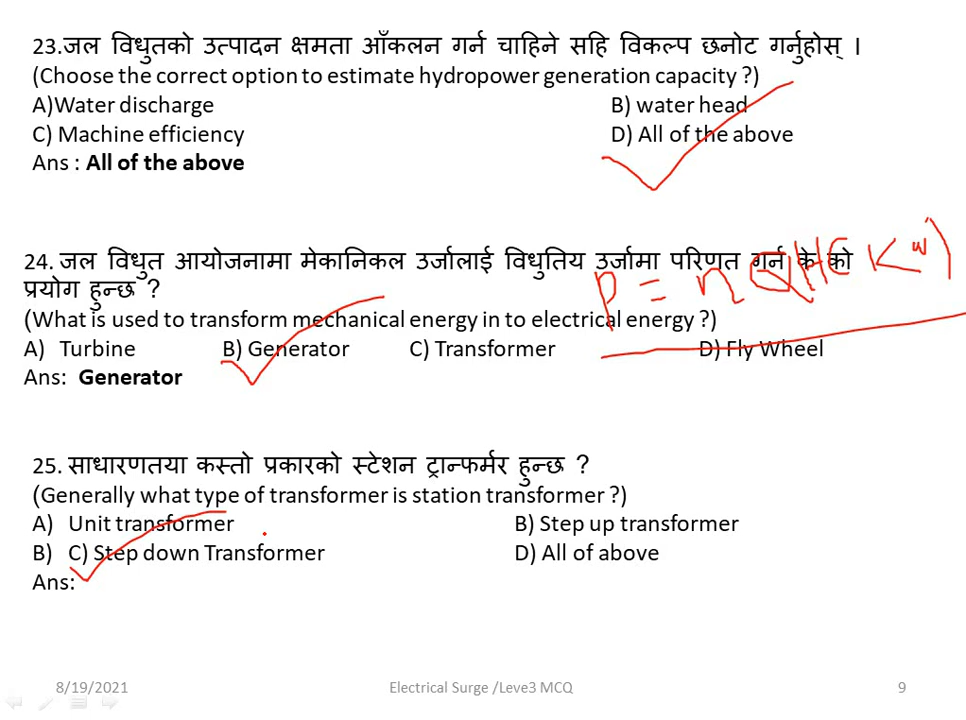 23.जल विधुतको उत्पादन क्षमता आँकलन गर्न चाहिने सहि विकल्प छनोट गर्नुहोस् ।
(Choose the correct option to estimate hydropower generation capacity ?)
A)Water discharge B) water head
C) Machine efficiency D) All of the above
Ans : All of the above
24. जल विधुत आयोजनामा मेकानिकल उर्जालाई विधुतिय उर्जामा परिणत गर्न के को
प्रयोग हुन्छ ?
(What is used to transform mechanical energy in to electrical energy ?)
A) Turbine B) Generator C) Transformer D) Fly Wheel
Ans: Generator
25. साधारणतया कस्तो प्रकारको स्टेशन ट्रान्फर्मर हुन्छ ?
(Generally what type of transformer is station transformer ?)
A) Unit transformer B) Step up transformer
B) C) Step down Transformer D) All of above
Ans:
8/19/2021 Electrical Surge /Leve3 MCQ 9